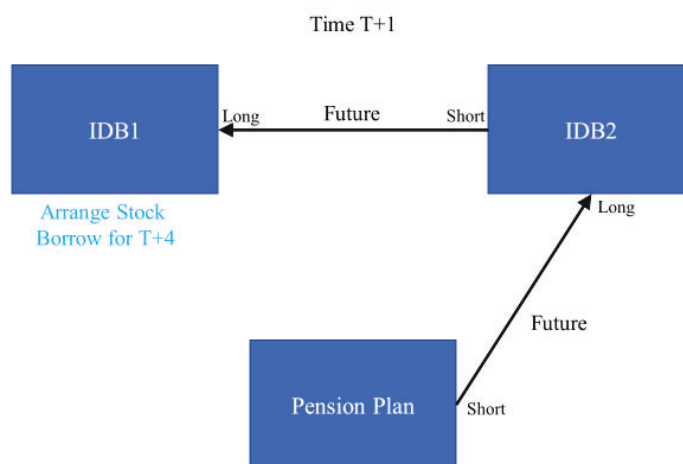 Time T+1
Long
Future
Short
IDB1
IDB2
Arrange Stock
Borrow for T+4
Long
Future
Pension Plan
Short